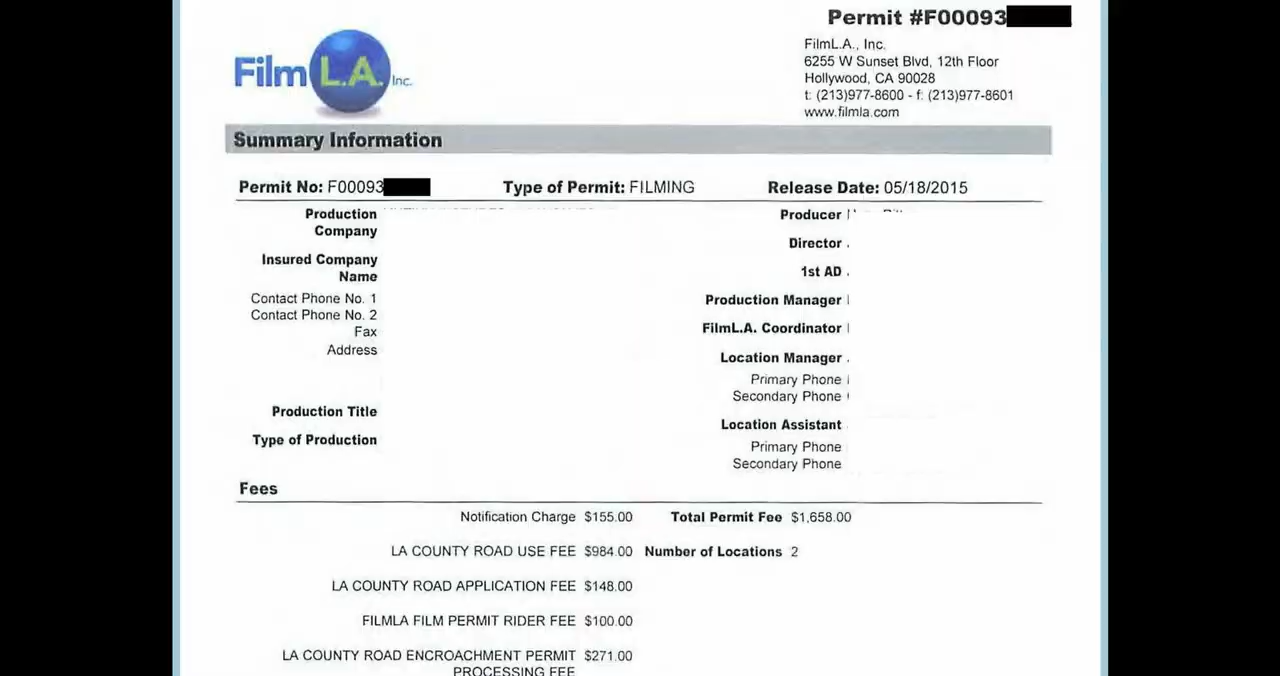 Permit #F00093
FilmL.A. Inc.
FilmL.A., Inc.
6255 W Sunset Blvd, 12th Floor
Hollywood, CA 90028
t: (213)977-8600 - f: (213)977-8601
www.filmla.com
Summary Information
Permit No: F00093 Type of Permit: FILMING Release Date: 05/18/2015
Production
Company
Insured Company
Name
Contact Phone No. 1
Contact Phone No. 2
Fax
Address
Production Title
Type of Production
Producer
Director
1st AD
Production Manager
FilmL.A. Coordinator
Location Manager
Primary Phone
Secondary Phone
Location Assistant
Primary Phone
Secondary Phone
Fees
Notification Charge $155.00 Total Permit Fee $1,658.00
LA COUNTY ROAD USE FEE $984.00 Number of Locations 2
LA COUNTY ROAD APPLICATION FEE $148.00
FILMLA FILM PERMIT RIDER FEE $100.00
LA COUNTY ROAD ENCROACHMENT PERMIT $271.00
PROCESSING FEE